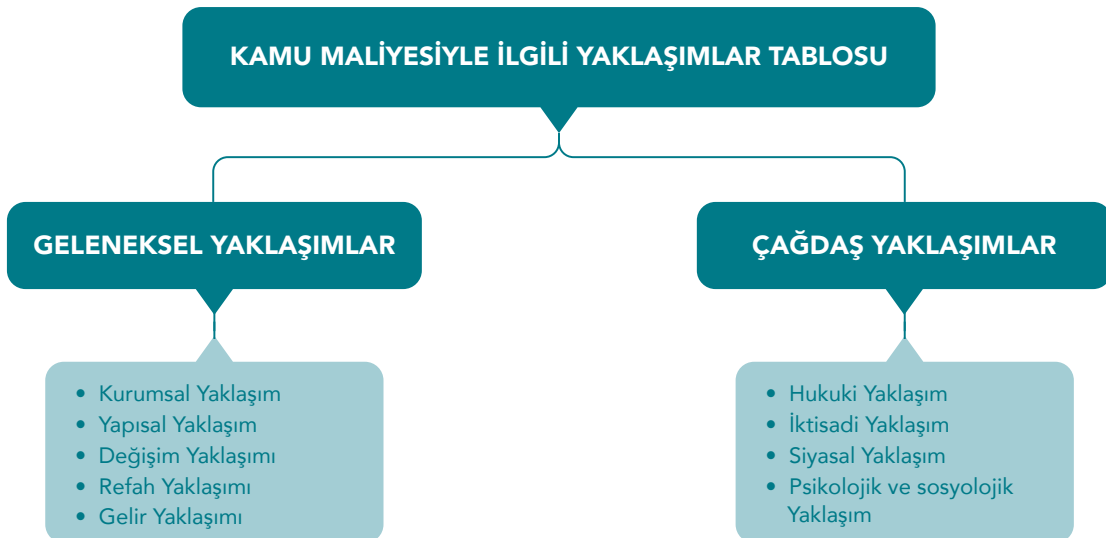 KAMU MALİYESİYLE İLGİLİ YAKLAŞIMLAR TABLOSU
GELENEKSEL YAKLAŞIMLAR
• Kurumsal Yaklaşım
• Yapısal Yaklaşım
• Değişim Yaklaşımı
• Refah Yaklaşımı
• Gelir Yaklaşımı
ÇAĞDAŞ YAKLAŞIMLAR
• Hukuki Yaklaşım
• İktisadi Yaklaşım
• Siyasal Yaklaşım
• Psikolojik ve sosyolojik
Yaklaşım